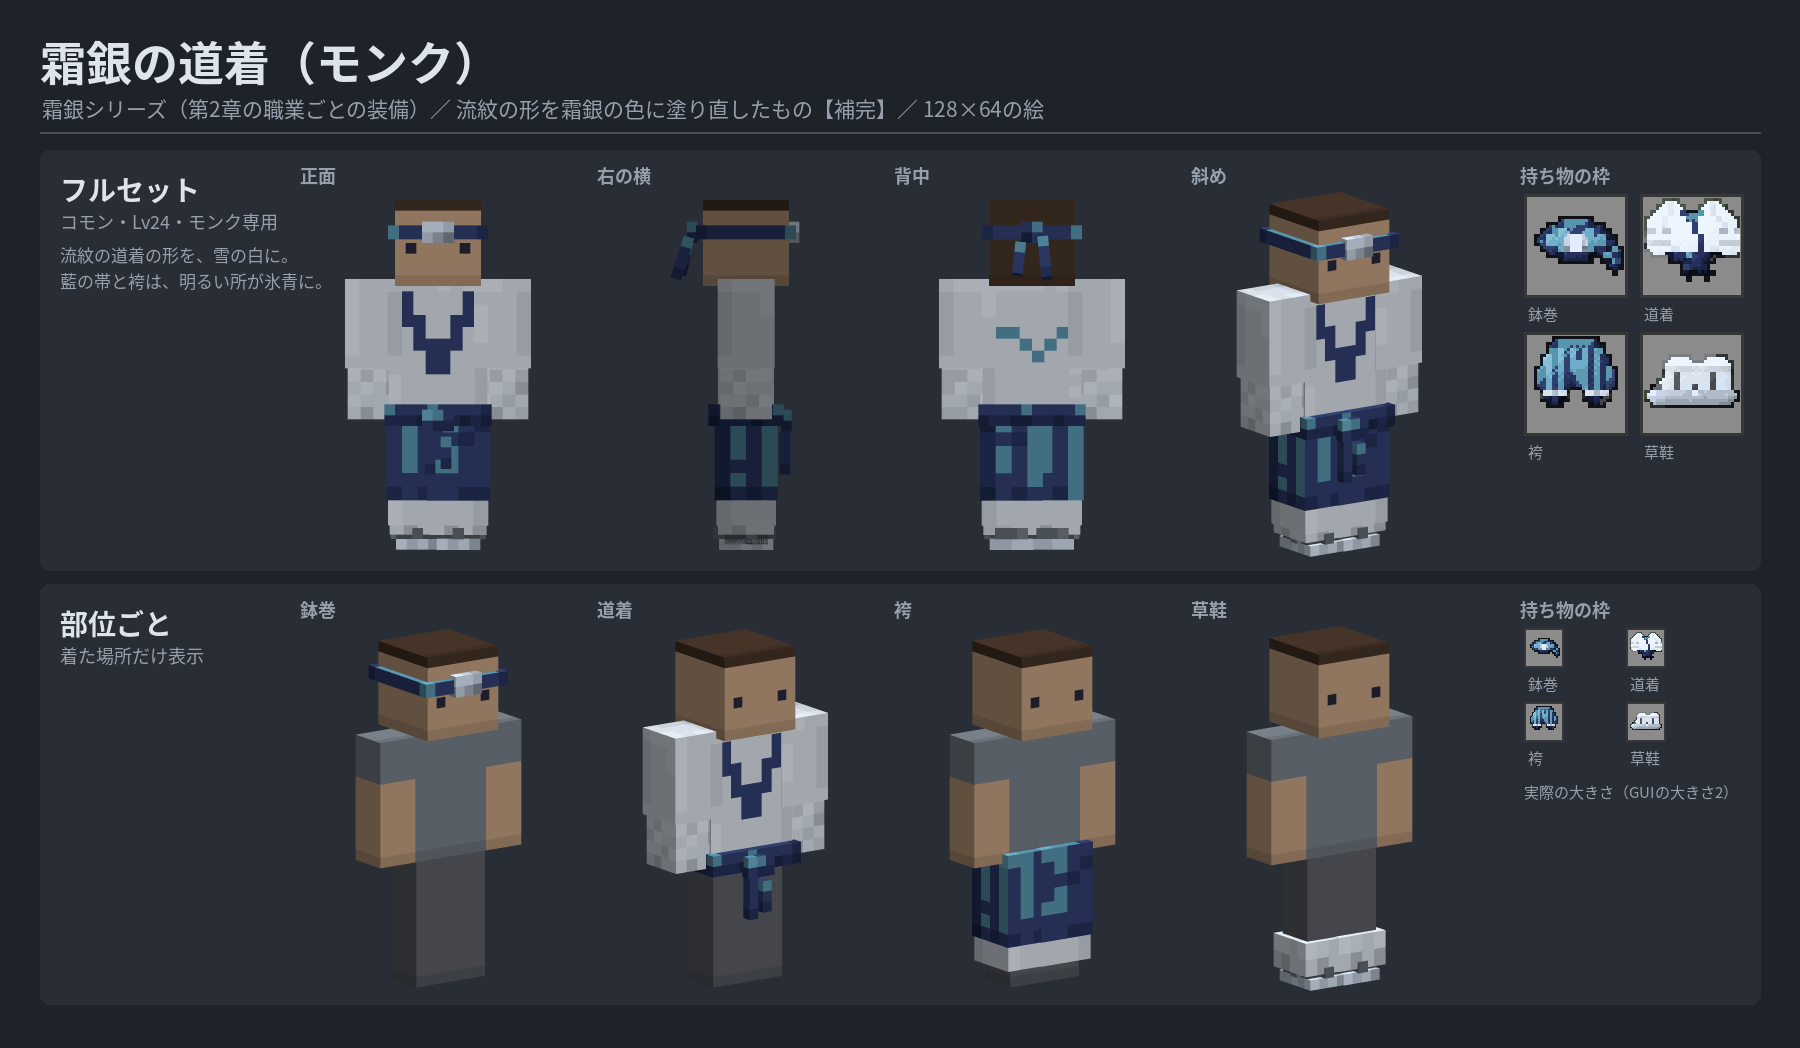 霜銀の道着（モンク）
霜銀シリーズ（第2章の職業ごとの装備）／ 流紋の形を霜銀の色に塗り直したもの【補完】／ 128×64の絵
フルセット
コモン・Lv24・モンク専用
流紋の道着の形を、雪の白に。
藍の帯と袴は、明るい所が氷青に。
正面
右の横
背中
斜め
持ち物の枠
鉢巻
道着
袴
草鞋
部位ごと
着た場所だけ表示
鉢巻
道着
袴
草鞋
持ち物の枠
鉢巻
道着
袴
草鞋
実際の大きさ（GUIの大きさ2）